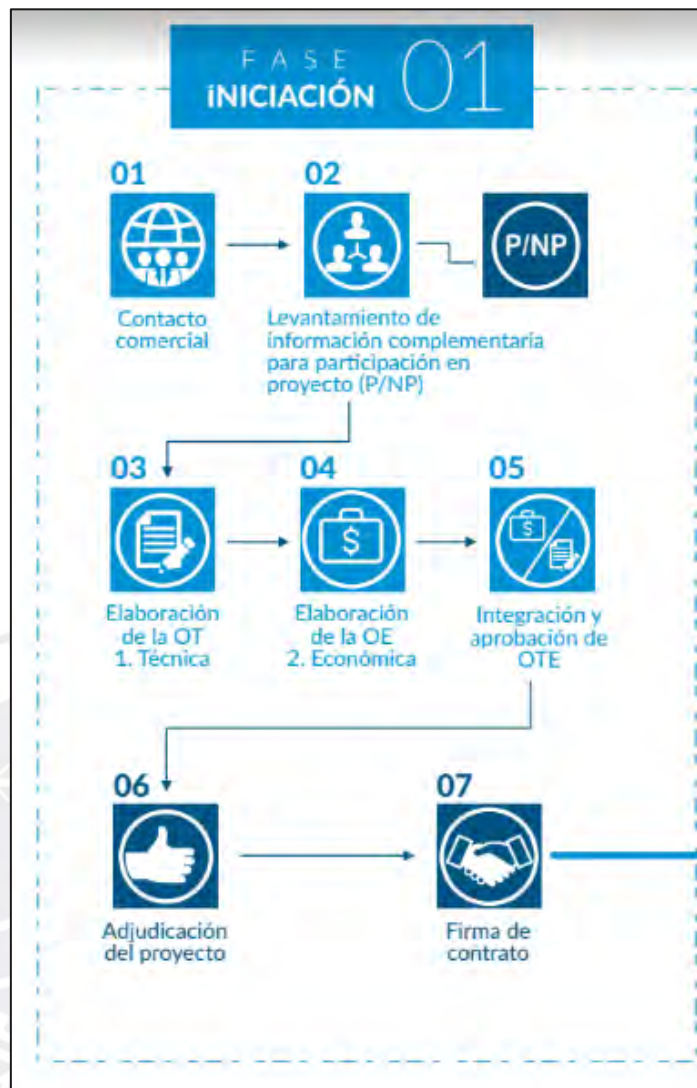 FASE
iNICIACIÓN
01
01
02
P/NP
Contacto
comercial
Levantamiento de
información complementaria
para participación en
proyecto (P/NP)
03
04
05
$
$
Elaboración
de la OT
1. Técnica
Elaboración
de la OE
2. Económica
Integración y
aprobación de
OTE
06
07
Adjudicación
del proyecto
Firma de
contrato